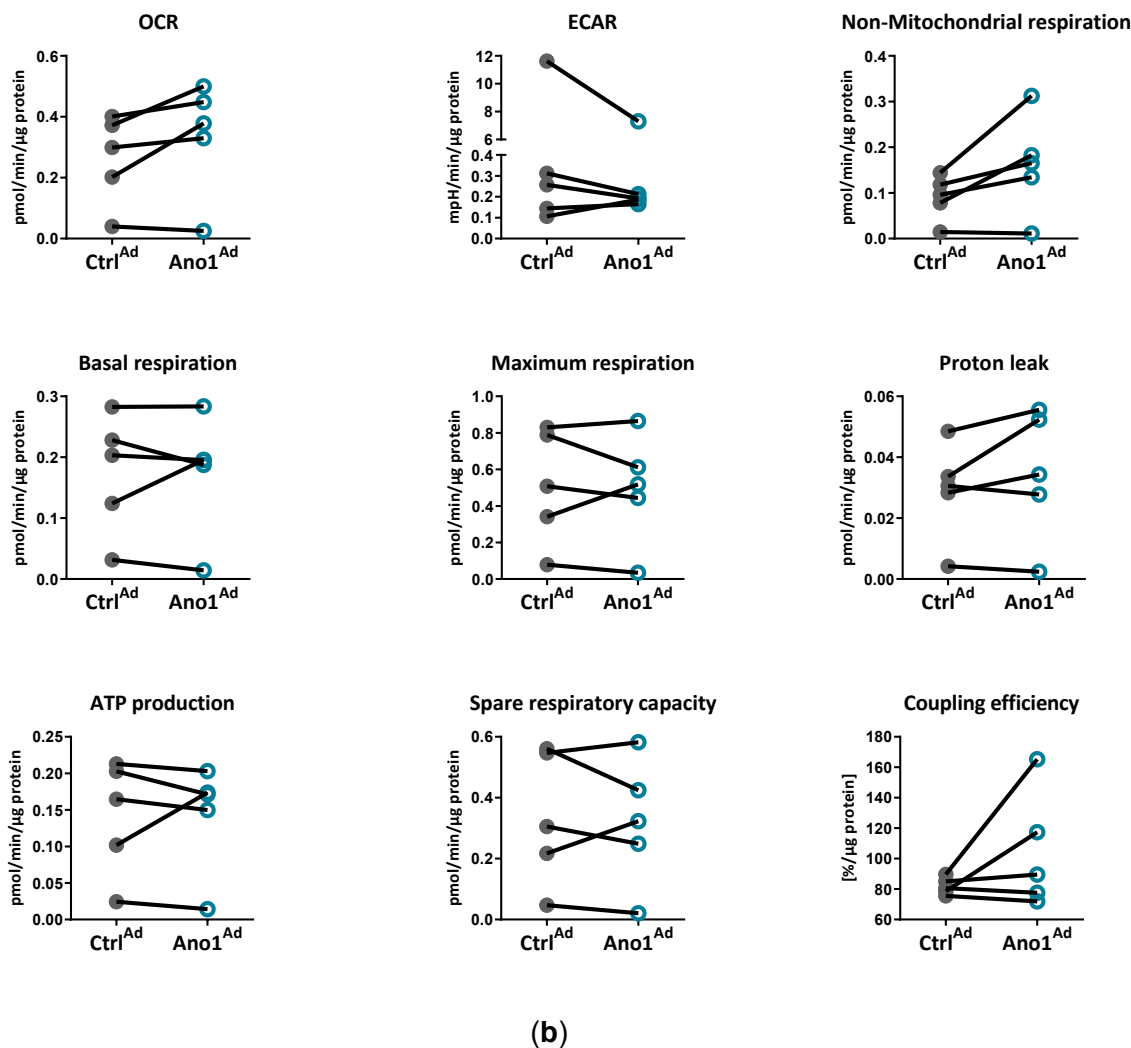 OCR
pmol/min/µg protein
0.6
0.4
0.2
0.0
Ctrl^Ad Ano1^Ad
ECAR
mpH/min/µg protein
12
10
8
6
0.4
0.3
0.2
0.1
0.0
Ctrl^Ad Ano1^Ad
Non-Mitochondrial respiration
pmol/min/µg protein
0.4
0.3
0.2
0.1
0.0
Ctrl^Ad Ano1^Ad
Basal respiration
pmol/min/µg protein
0.3
0.2
0.1
0.0
Ctrl^Ad Ano1^Ad
Maximum respiration
pmol/min/µg protein
1.0
0.8
0.6
0.4
0.2
0.0
Ctrl^Ad Ano1^Ad
Proton leak
pmol/min/µg protein
0.06
0.04
0.02
0.00
Ctrl^Ad Ano1^Ad
ATP production
pmol/min/µg protein
0.25
0.20
0.15
0.10
0.05
0.00
Ctrl^Ad Ano1^Ad
Spare respiratory capacity
pmol/min/µg protein
0.6
0.4
0.2
0.0
Ctrl^Ad Ano1^Ad
Coupling efficiency
[%/µg protein]
180
160
140
120
100
80
60
Ctrl^Ad Ano1^Ad
(b)